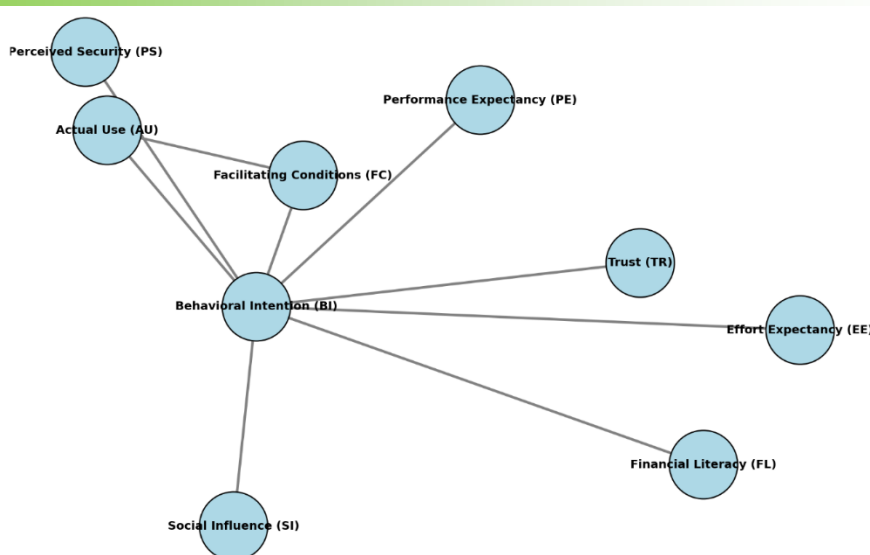 Perceived Security (PS)
Performance Expectancy (PE)
Actual Use (AU)
Facilitating Conditions (FC)
Trust (TR)
Behavioral Intention (BI)
Effort Expectancy (EE)
Financial Literacy (FL)
Social Influence (SI)